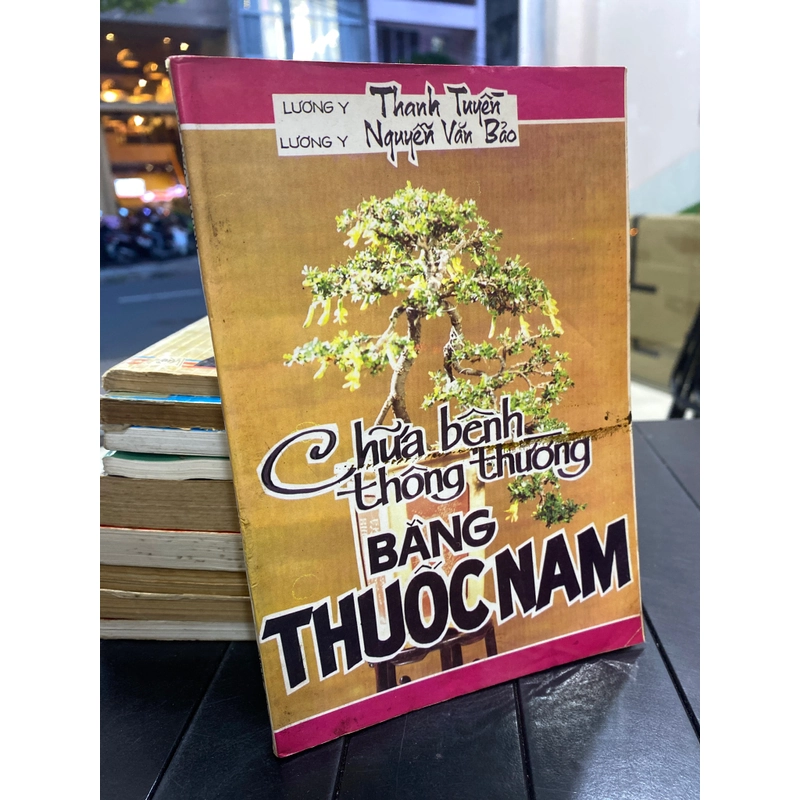 LƯƠNG Y Thanh Tuyền
LƯƠNG Y Nguyễn Văn Bảo
Chữa bệnh
thông thường
BẰNG
THUỐC NAM